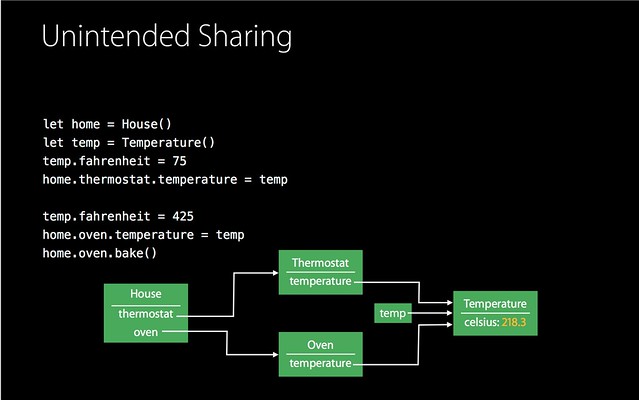 Unintended Sharing
let home = House()
let temp = Temperature()
temp.fahrenheit = 75
home.thermostat.temperature = temp
temp.fahrenheit = 425
home.oven.temperature = temp
home.oven.bake()
House
thermostat
oven
Thermostat
temperature
Oven
temperature
temp
Temperature
celsius: 218.3